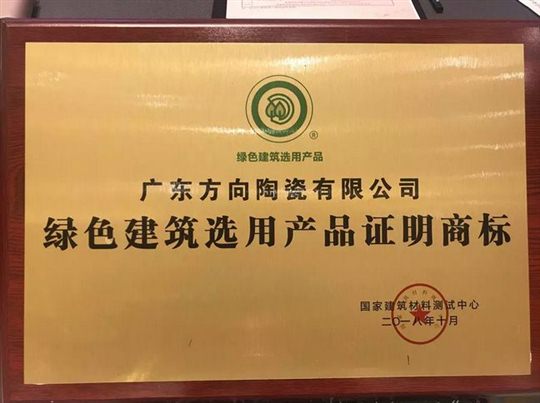 ®
绿色建筑选用产品
广东方向陶瓷有限公司
绿色建筑选用产品证明商标
国家建筑材料测试中心
二〇一八年十月